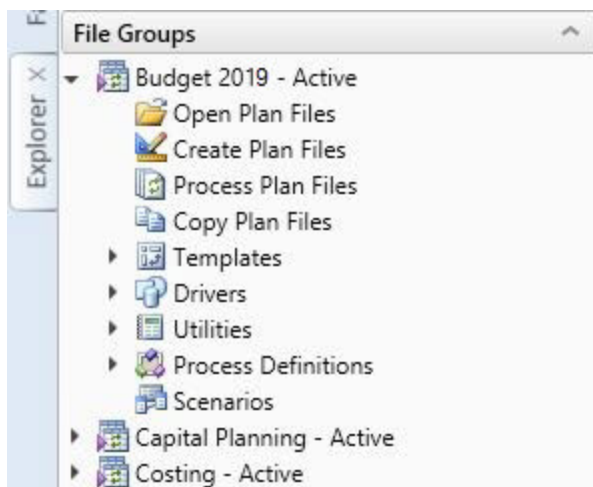 File Groups
Explorer
Budget 2019 - Active
Open Plan Files
Create Plan Files
Process Plan Files
Copy Plan Files
Templates
Drivers
Utilities
Process Definitions
Scenarios
Capital Planning - Active
Costing - Active